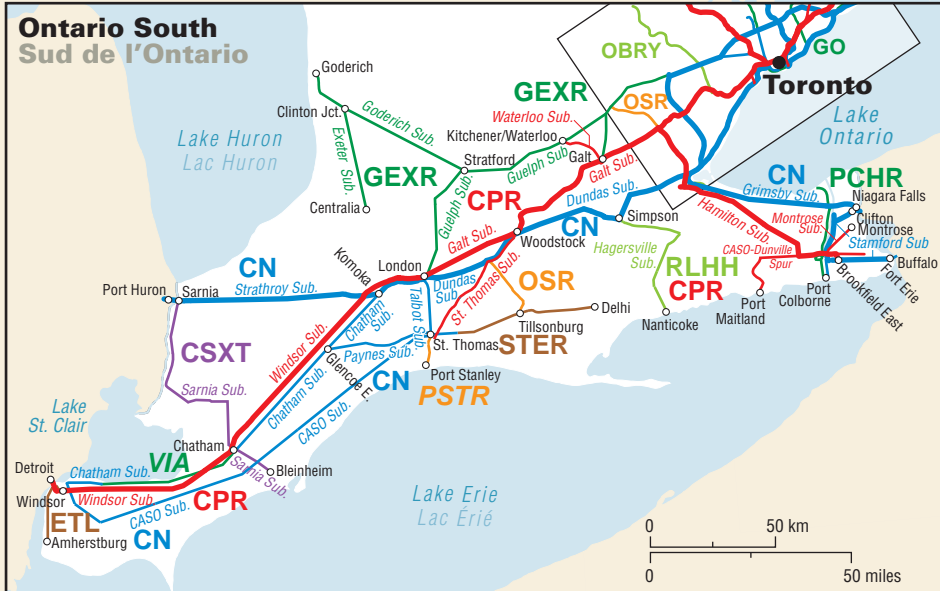 Ontario South
Sud de l'Ontario
Goderich
Clinton Jct.
Goderich Sub.
Exeter Sub.
GEXR
Centralia
Stratford
Guelph Sub.
GEXR
Waterloo Sub.
Kitchener/Waterloo
Guelph Sub.
Galt
Galt Sub.
OBRY
GO
OSR
Toronto
Lake
Ontario
Lake Huron
Lac Huron
CPR
Galt Sub.
Dundas Sub.
CN
Woodstock
Simpson
Hagersville
Sub.
RLHH
CPR
Nanticoke
CN
Grimsby Sub.
PCHR
Niagara Falls
Clifton
Montrose
Montrose
Sub.
Stamford Sub
Buffalo
Fort Erie
Hamilton Sub.
CASO-Dunville
Spur
Port
Maitland
Port
Colborne
Brookfield East
CN
Strathroy Sub.
Port Huron
Sarnia
Komoka
London
Dundas
Sub.
Talbot Sub.
St. Thomas Sub.
OSR
Delhi
Tillsonburg
STER
St. Thomas
Port Stanley
PSTR
Chatham
Sub.
Paynes Sub.
Glencoe E.
CN
Windsor Sub.
Chatham Sub.
CASO Sub.
CSXT
Sarnia Sub.
Lake
St. Clair
Chatham
Sarnia Sub.
Bleinheim
Detroit
Chatham Sub.
VIA
Windsor
Windsor Sub.
CPR
CASO Sub.
CN
ETL
Amherstburg
Lake Erie
Lac Érié
0 50 km
0 50 miles